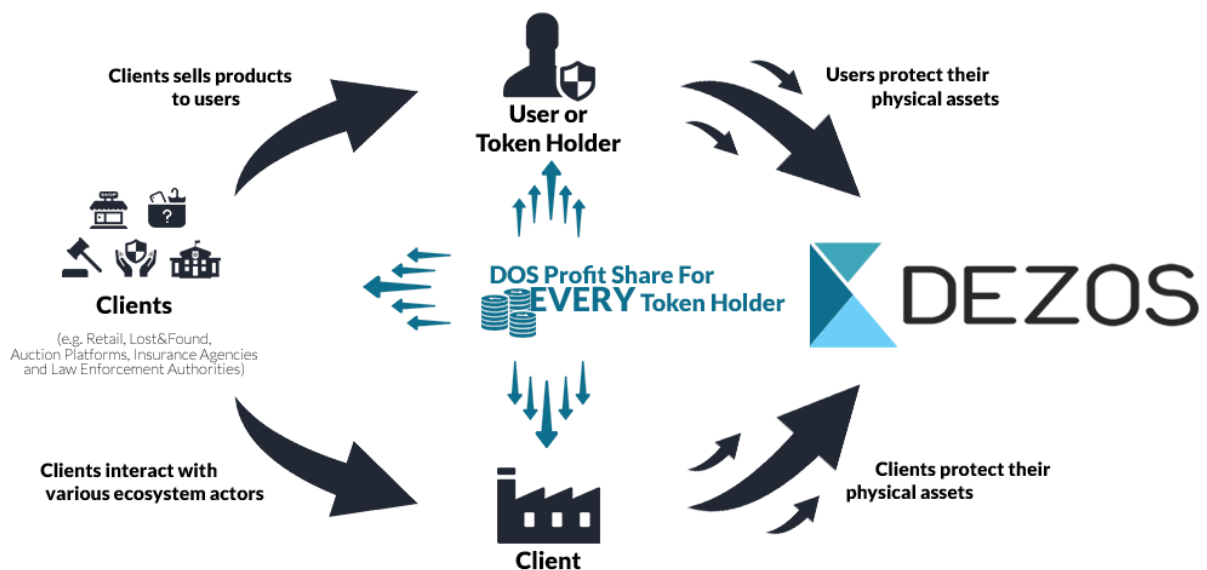 Clients sells products
to users
User or
Token Holder
Users protect their
physical assets
SHOP
?
Clients
(e.g. Retail, Lost&Found,
Auction Platforms, Insurance Agencies
and Law Enforcement Authorities)
DOS Profit Share For
EVERY Token Holder
DEZOS
Clients interact with
various ecosystem actors
Clients protect their
physical assets
Client